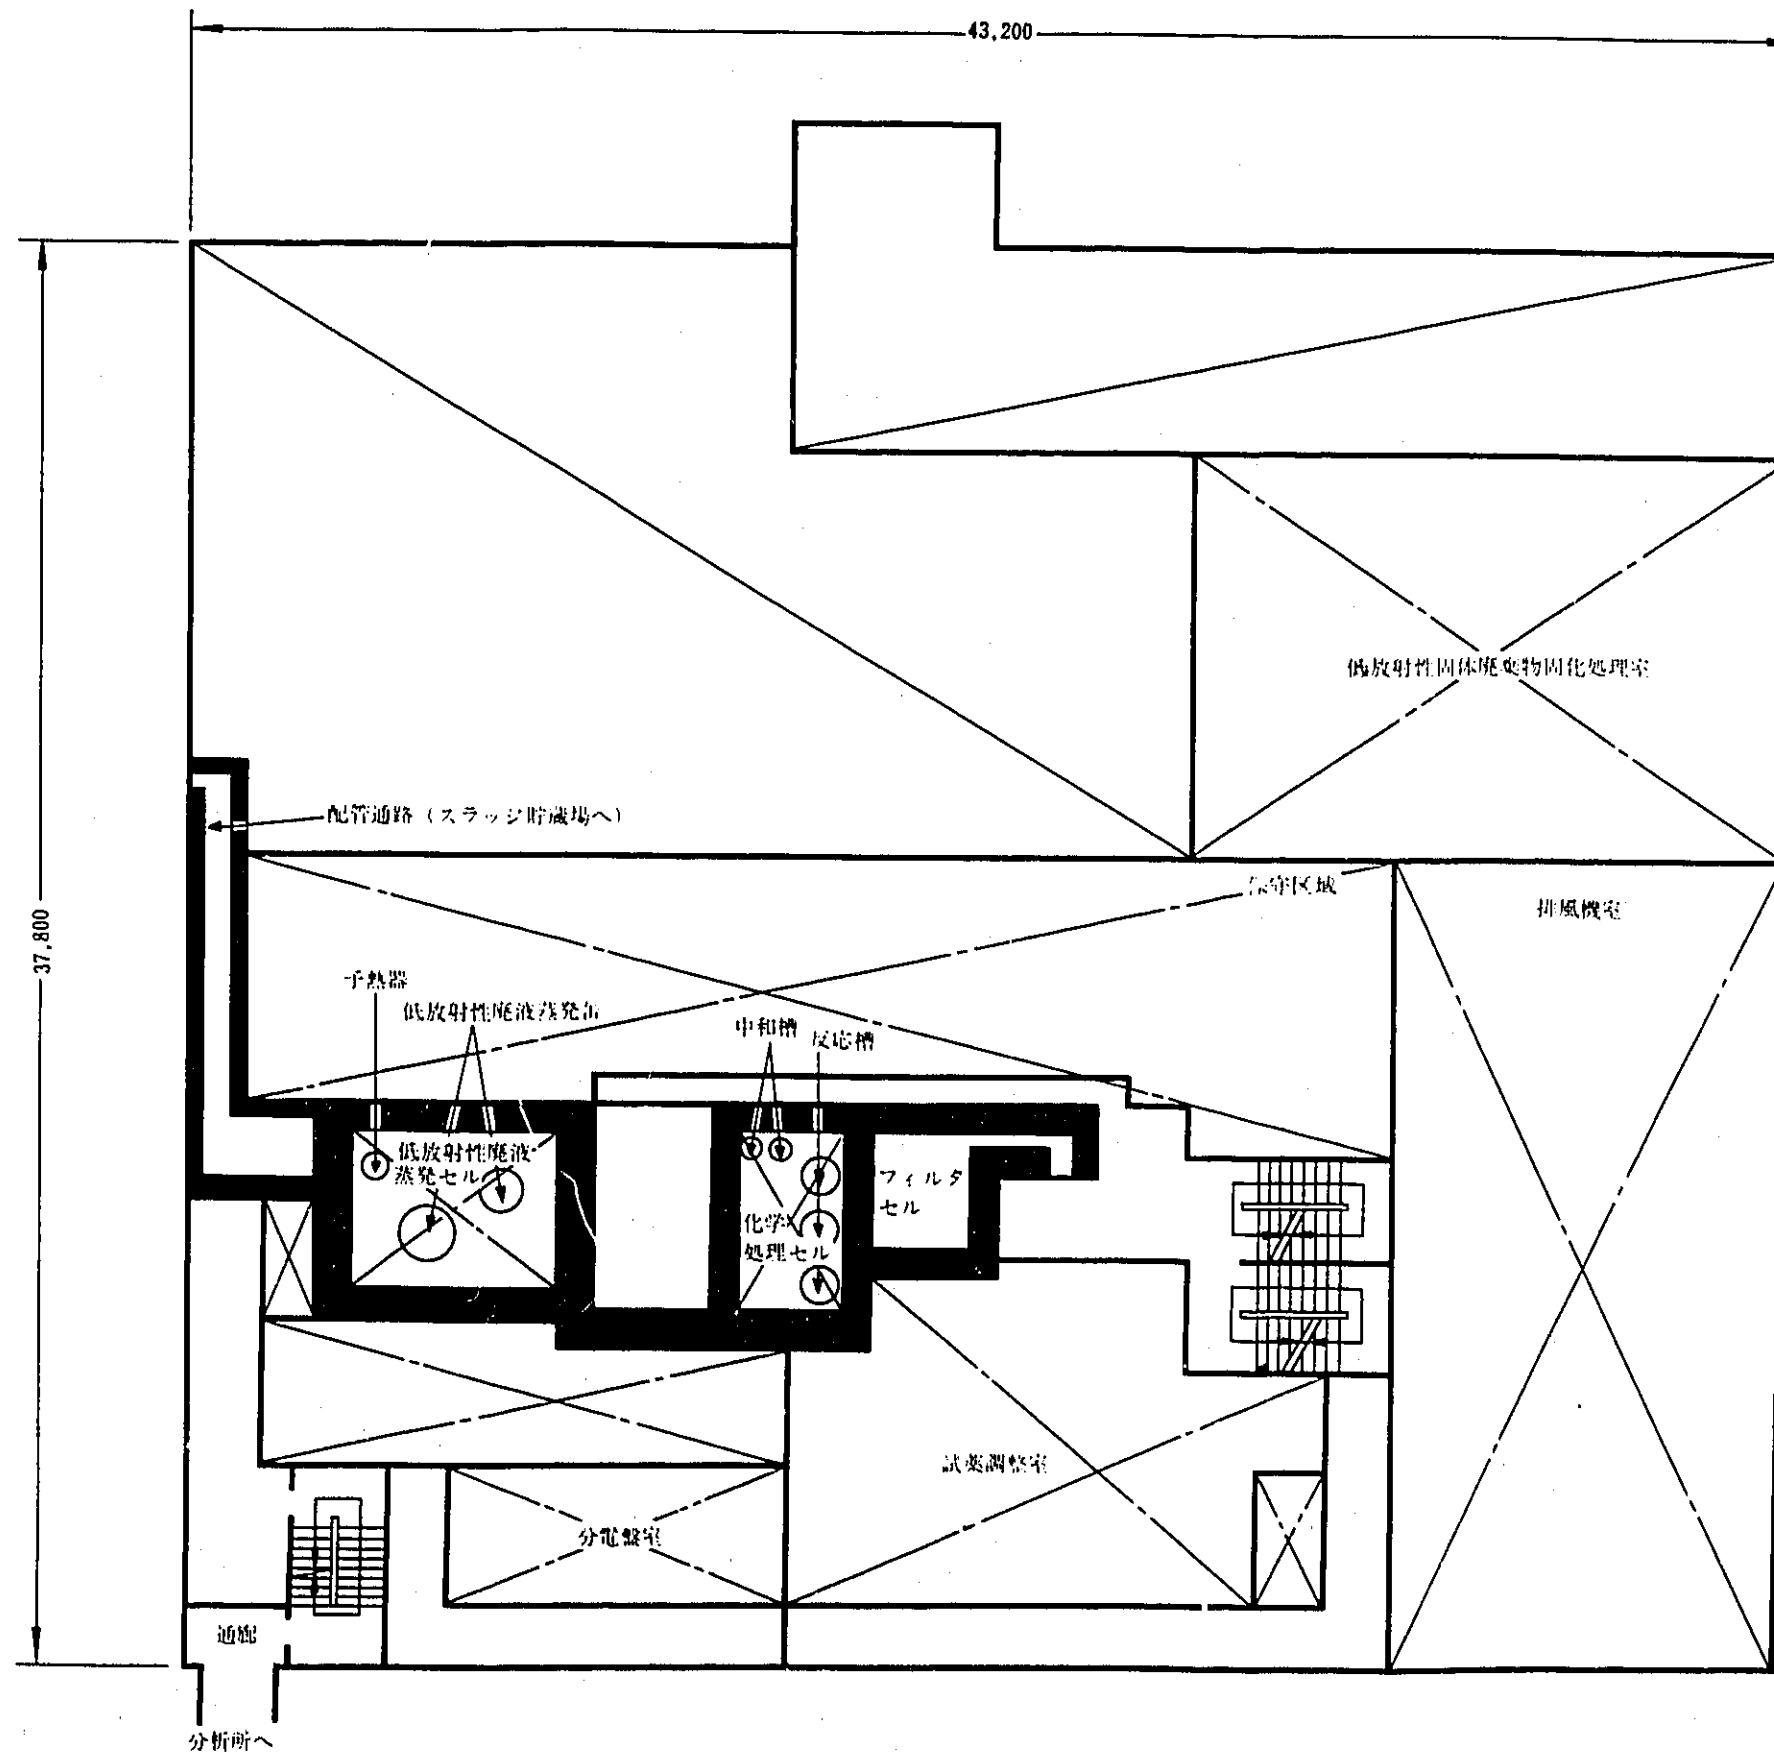 43,200
低放射性固体廃棄物固化処理室
配管通路（スラッジ貯蔵場へ）
保守区域
排風機室
37,800
予熱器
低放射性廃液蒸発缶
中和槽
反応槽
低放射性廃液
蒸発セル
フィルタ
セル
化学
処理セル
試薬調整室
分電盤室
通廊
分析所へ